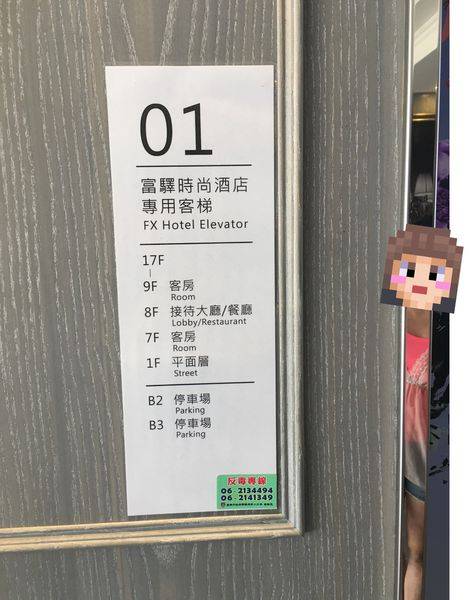 01
富驛時尚酒店
專用客梯
FX Hotel Elevator
17F
|
9F 客房
Room
8F 接待大廳/餐廳
Lobby/Restaurant
7F 客房
Room
1F 平面層
Street
B2 停車場
Parking
B3 停車場
Parking
反毒專線
06-2134494
06-2141349